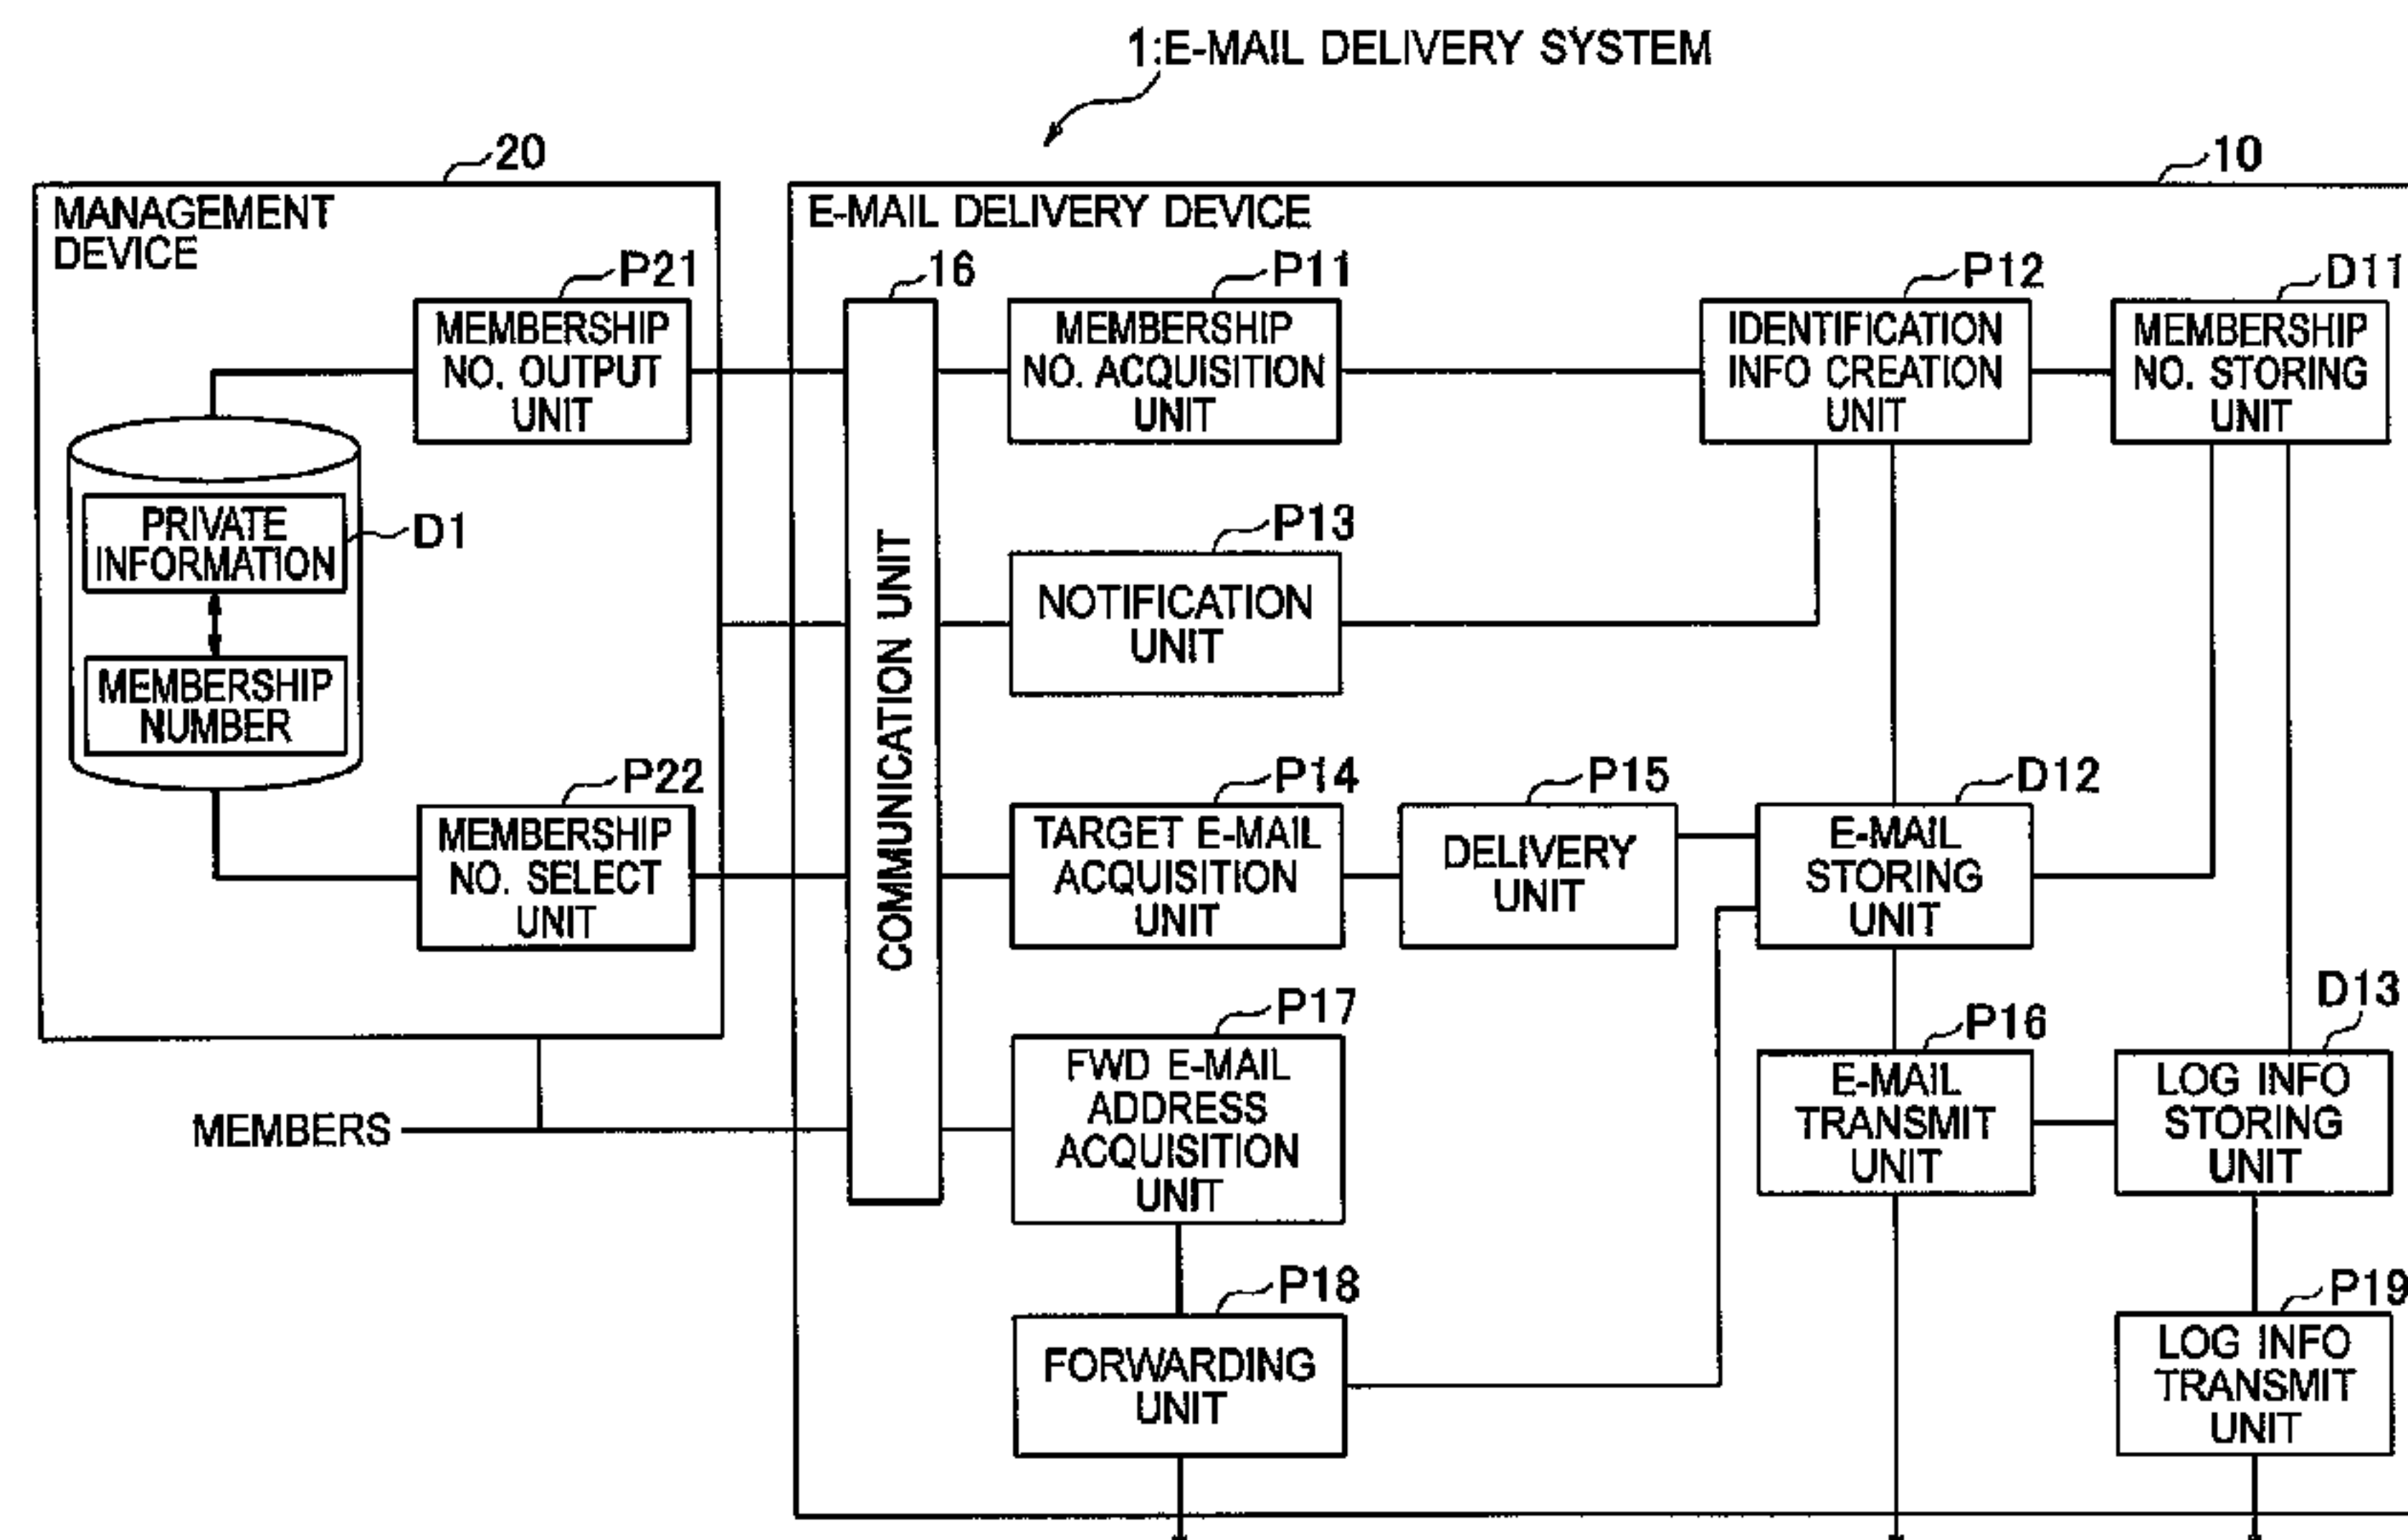 1:E-MAIL DELIVERY SYSTEM
20
10
MANAGEMENT
DEVICE
E-MAIL DELIVERY DEVICE
P21
16
P11
P12
D11
MEMBERSHIP
NO. OUTPUT
UNIT
MEMBERSHIP
NO. ACQUISITION
UNIT
IDENTIFICATION
INFO CREATION
UNIT
MEMBERSHIP
NO. STORING
UNIT
PRIVATE
INFORMATION
D1
MEMBERSHIP
NUMBER
COMMUNICATION UNIT
P13
NOTIFICATION
UNIT
P22
MEMBERSHIP
NO. SELECT
UNIT
P14
TARGET E-MAIL
ACQUISITION
UNIT
P15
DELIVERY
UNIT
D12
E-MAIL
STORING
UNIT
MEMBERS
P17
FWD E-MAIL
ADDRESS
ACQUISITION
UNIT
P16
E-MAIL
TRANSMIT
UNIT
D13
LOG INFO
STORING
UNIT
P18
FORWARDING
UNIT
P19
LOG INFO
TRANSMIT
UNIT